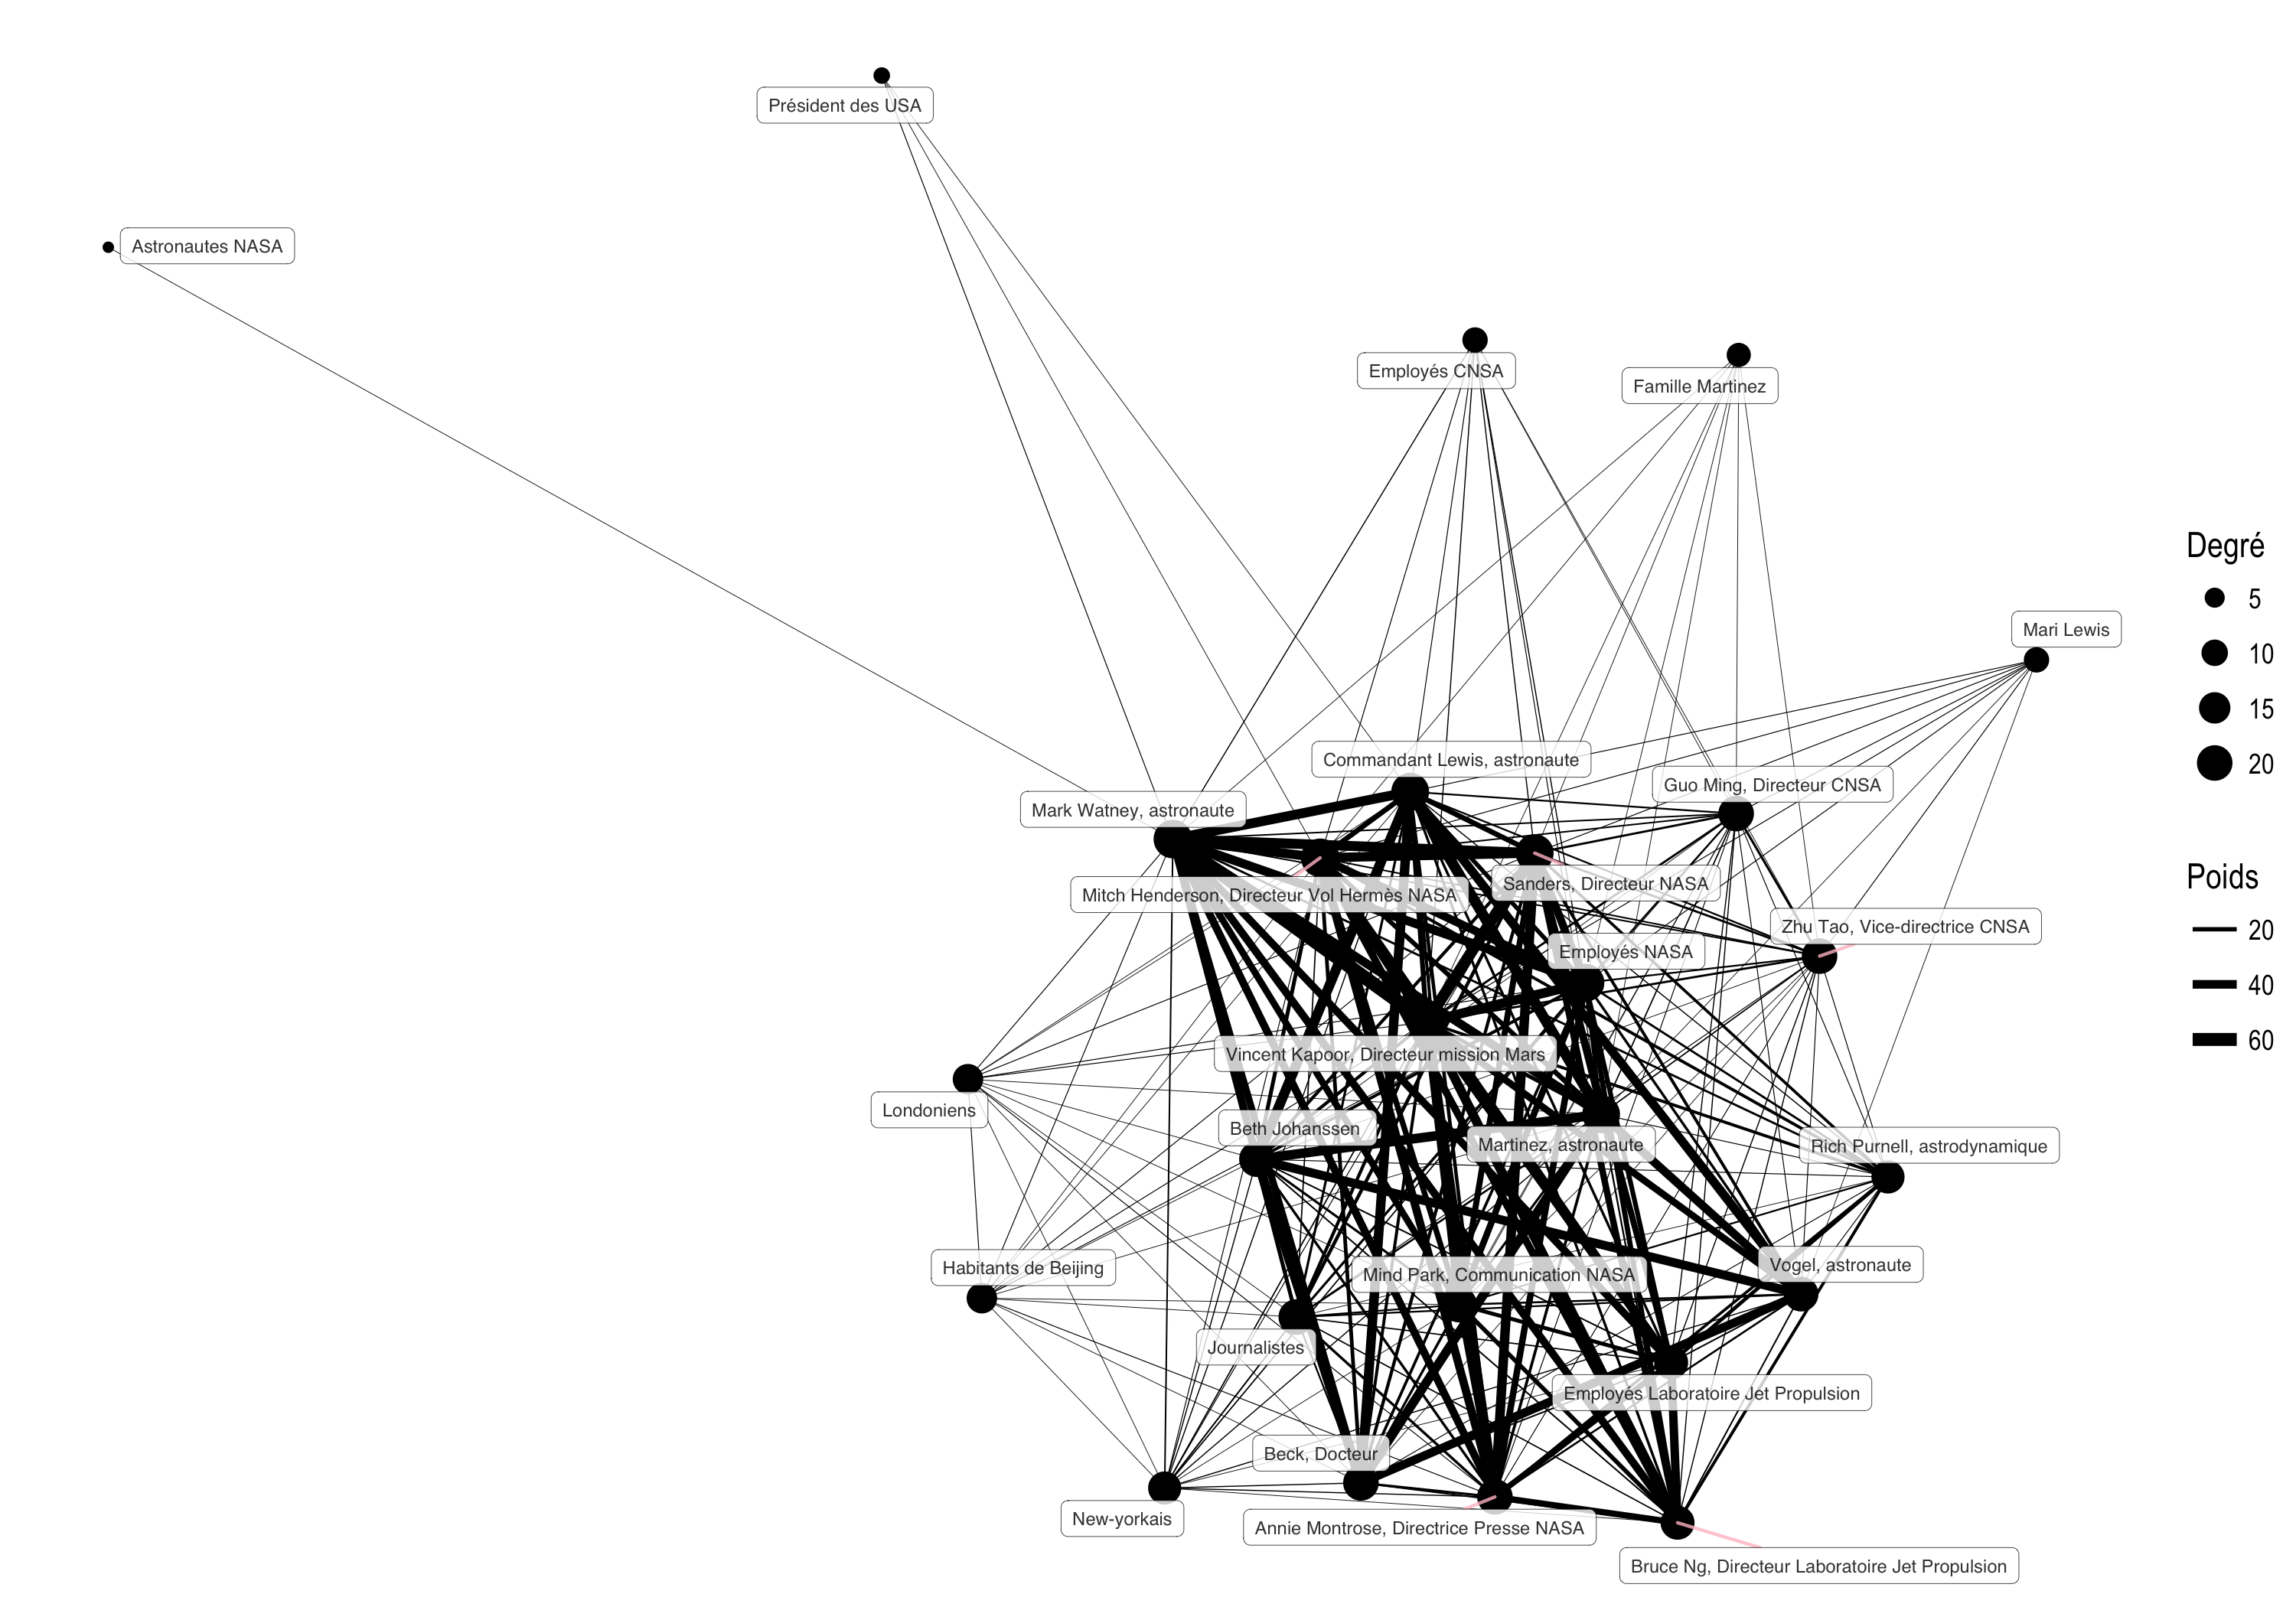 Président des USA
Astronautes NASA
Employés CNSA
Famille Martinez
Mari Lewis
Commandant Lewis, astronaute
Guo Ming, Directeur CNSA
Mark Watney, astronaute
Sanders, Directeur NASA
Mitch Henderson, Directeur Vol Hermès NASA
Zhu Tao, Vice-directrice CNSA
Employés NASA
Vincent Kapoor, Directeur mission Mars
Londoniens
Beth Johanssen
Martinez, astronaute
Rich Purnell, astrodynamique
Habitants de Beijing
Vogel, astronaute
Mind Park, Communication NASA
Journalistes
Employés Laboratoire Jet Propulsion
Beck, Docteur
New-yorkais
Annie Montrose, Directrice Presse NASA
Bruce Ng, Directeur Laboratoire Jet Propulsion
Degré
5
10
15
20
Poids
20
40
60